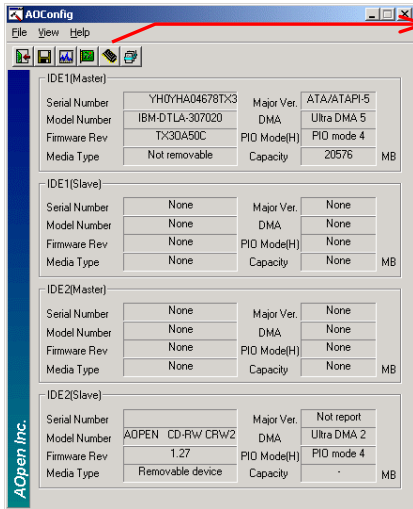 AOConfig
File View Help
IDE1(Master)
Serial Number YH0YHA04678TX3 Major Ver. ATA/ATAPI-5
Model Number IBM-DTLA-307020 DMA Ultra DMA 5
Firmware Rev TX3OA50C PIO Mode(H) PIO mode 4
Media Type Not removable Capacity 20576 MB
IDE1(Slave)
Serial Number None Major Ver. None
Model Number None DMA None
Firmware Rev None PIO Mode(H) None
Media Type None Capacity None MB
IDE2(Master)
Serial Number None Major Ver. None
Model Number None DMA None
Firmware Rev None PIO Mode(H) None
Media Type None Capacity None MB
IDE2(Slave)
Serial Number Major Ver. Not report
Model Number AOPEN CD-RW CRW2 DMA Ultra DMA 2
Firmware Rev 1.27 PIO Mode(H) PIO mode 4
Media Type Removable device Capacity - MB
AOpen Inc.